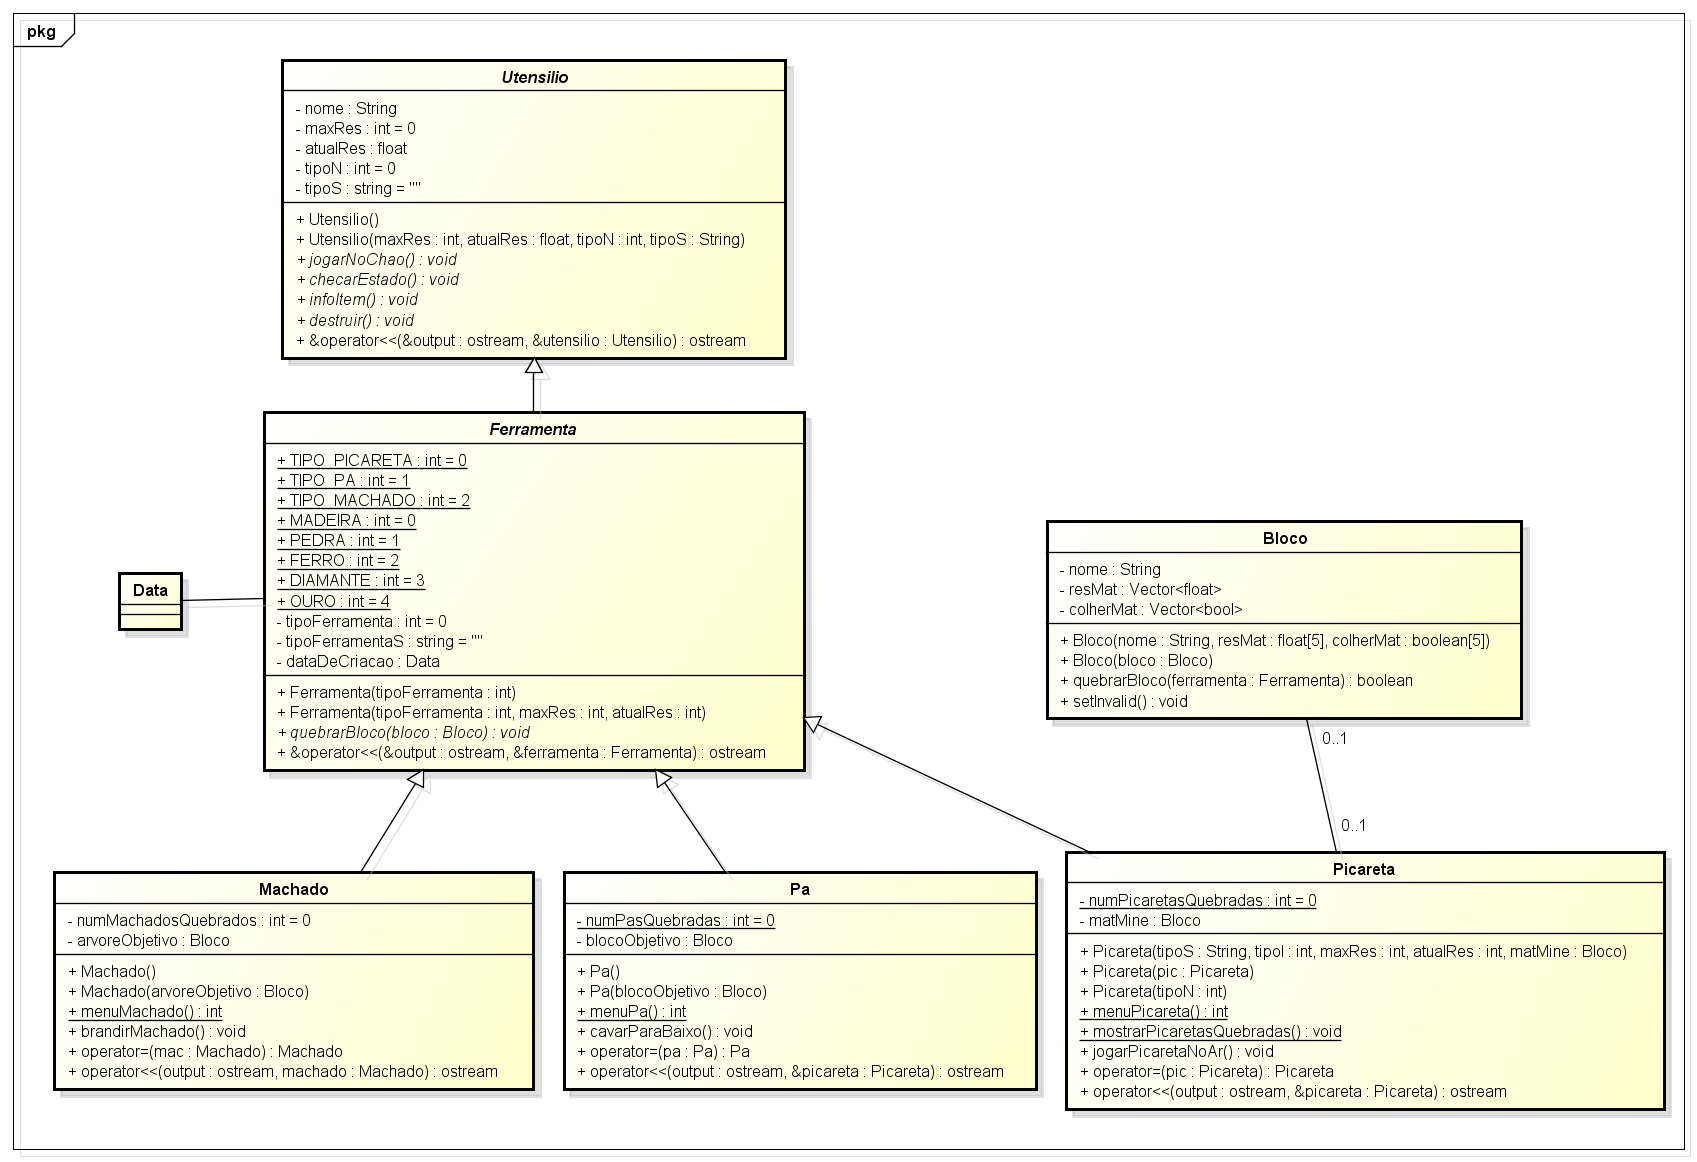 pkg
Utensilio
- nome : String
- maxRes : int = 0
- atualRes : float
- tipoN : int = 0
- tipoS : string = ""
+ Utensilio()
+ Utensilio(maxRes : int, atualRes : float, tipoN : int, tipoS : String)
+ jogarNoChao() : void
+ checarEstado() : void
+ infoItem() : void
+ destruir() : void
+ &operator<<(&output : ostream, &utensilio : Utensilio) : ostream
Ferramenta
+ TIPO_PICARETA : int = 0
+ TIPO_PA : int = 1
+ TIPO_MACHADO : int = 2
+ MADEIRA : int = 0
+ PEDRA : int = 1
+ FERRO : int = 2
+ DIAMANTE : int = 3
+ OURO : int = 4
- tipoFerramenta : int = 0
- tipoFerramentaS : string = ""
- dataDeCriacao : Data
+ Ferramenta(tipoFerramenta : int)
+ Ferramenta(tipoFerramenta : int, maxRes : int, atualRes : int)
+ quebrarBloco(bloco : Bloco) : void
+ &operator<<(&output : ostream, &ferramenta : Ferramenta) : ostream
Data
Bloco
- nome : String
- resMat : Vector<float>
- colherMat : Vector<bool>
+ Bloco(nome : String, resMat : float[5], colherMat : boolean[5])
+ Bloco(bloco : Bloco)
+ quebrarBloco(ferramenta : Ferramenta) : boolean
+ setInvalid() : void
0..1
0..1
Machado
- numMachadosQuebrados : int = 0
- arvoreObjetivo : Bloco
+ Machado()
+ Machado(arvoreObjetivo : Bloco)
+ menuMachado() : int
+ brandirMachado() : void
+ operator=(mac : Machado) : Machado
+ operator<<(output : ostream, machado : Machado) : ostream
Pa
- numPasQuebradas : int = 0
- blocoObjetivo : Bloco
+ Pa()
+ Pa(blocoObjetivo : Bloco)
+ menuPa() : int
+ cavarParaBaixo() : void
+ operator=(pa : Pa) : Pa
+ operator<<(output : ostream, &picareta : Picareta) : ostream
Picareta
- numPicaretasQuebradas : int = 0
- matMine : Bloco
+ Picareta(tipoS : String, tipoI : int, maxRes : int, atualRes : int, matMine : Bloco)
+ Picareta(pic : Picareta)
+ Picareta(tipoN : int)
+ menuPicareta() : int
+ mostrarPicaretasQuebradas() : void
+ jogarPicaretaNoAr() : void
+ operator=(pic : Picareta) : Picareta
+ operator<<(output : ostream, &picareta : Picareta) : ostream